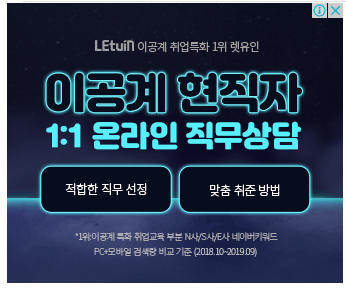 LEtuin 이공계 취업특화 1위 렛유인
이공계 현직자
1:1 온라인 직무상담
적합한 직무 선정
맞춤 취준 방법
*1위:이공계 특화 취업교육 부분 N사/S사/E사 네이버키워드
PC+모바일 검색량 비교 기준 (2018.10-2019.09)